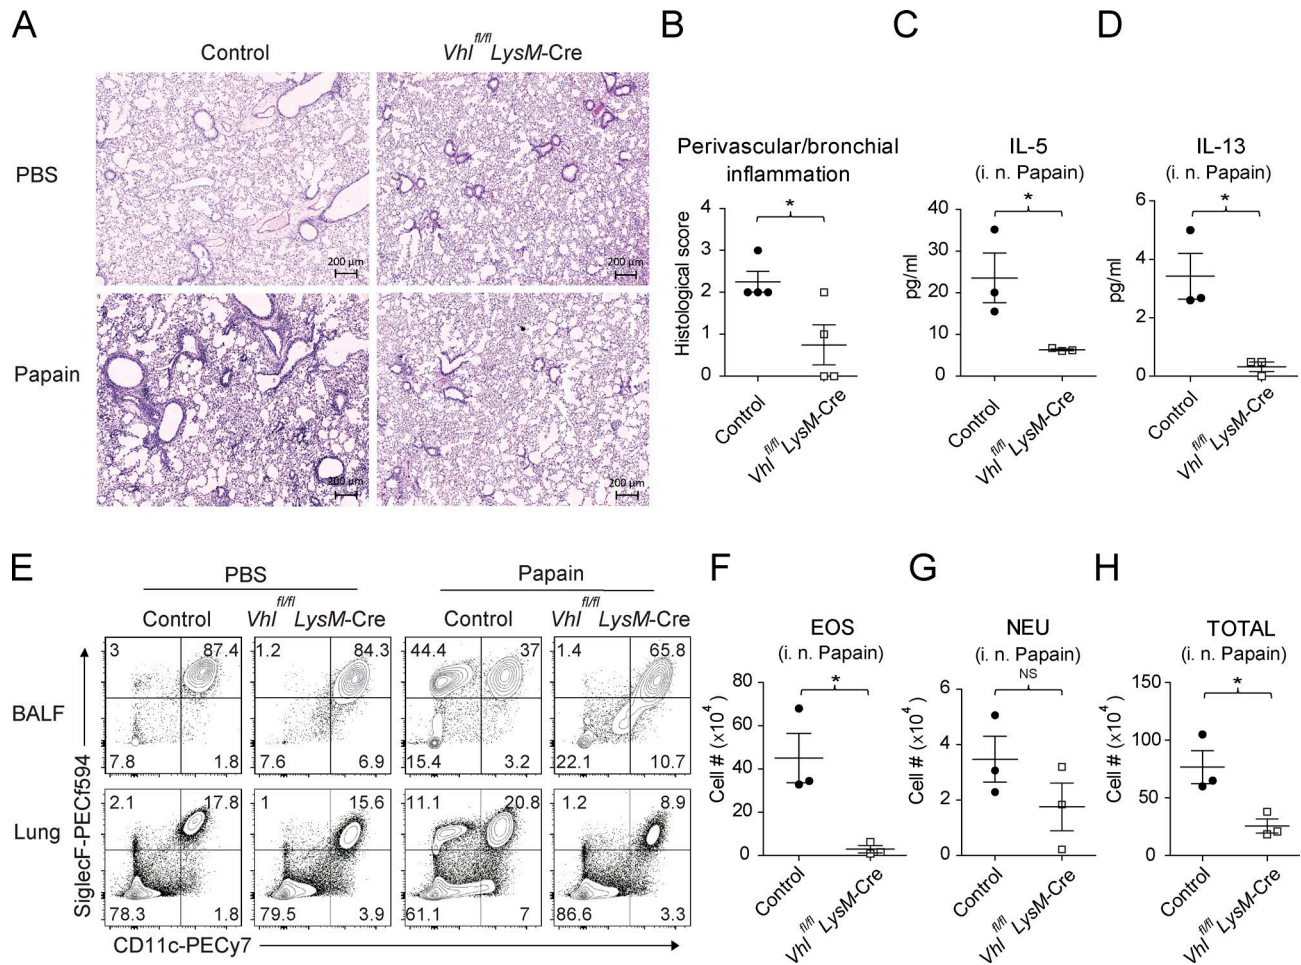 A
Control
Vhl fl/fl LysM-Cre
PBS
200 µm
200 µm
Papain
200 µm
200 µm
B
Perivascular/bronchial
inflammation
*
Histological score
4
3
2
1
0
Control
Vhl fl/fl LysM-Cre
C
IL-5
(i. n. Papain)
*
pg/ml
40
30
20
10
0
Control
Vhl fl/fl LysM-Cre
D
IL-13
(i. n. Papain)
*
pg/ml
6
4
2
0
Control
Vhl fl/fl LysM-Cre
E
PBS
Papain
Control
Vhl fl/fl LysM-Cre
Control
Vhl fl/fl LysM-Cre
BALF
3 87.4
7.8 1.8
1.2 84.3
7.6 6.9
44.4 37
15.4 3.2
1.4 65.8
22.1 10.7
Lung
2.1 17.8
78.3 1.8
1 15.6
79.5 3.9
11.1 20.8
61.1 7
1.2 8.9
86.6 3.3
SiglecF-PECf594
CD11c-PECy7
F
EOS
(i. n. Papain)
*
Cell # (x10⁴)
80
60
40
20
0
Control
Vhl fl/fl LysM-Cre
G
NEU
(i. n. Papain)
NS
Cell # (x10⁴)
6
4
2
0
Control
Vhl fl/fl LysM-Cre
H
TOTAL
(i. n. Papain)
*
Cell # (x10⁴)
150
100
50
0
Control
Vhl fl/fl LysM-Cre